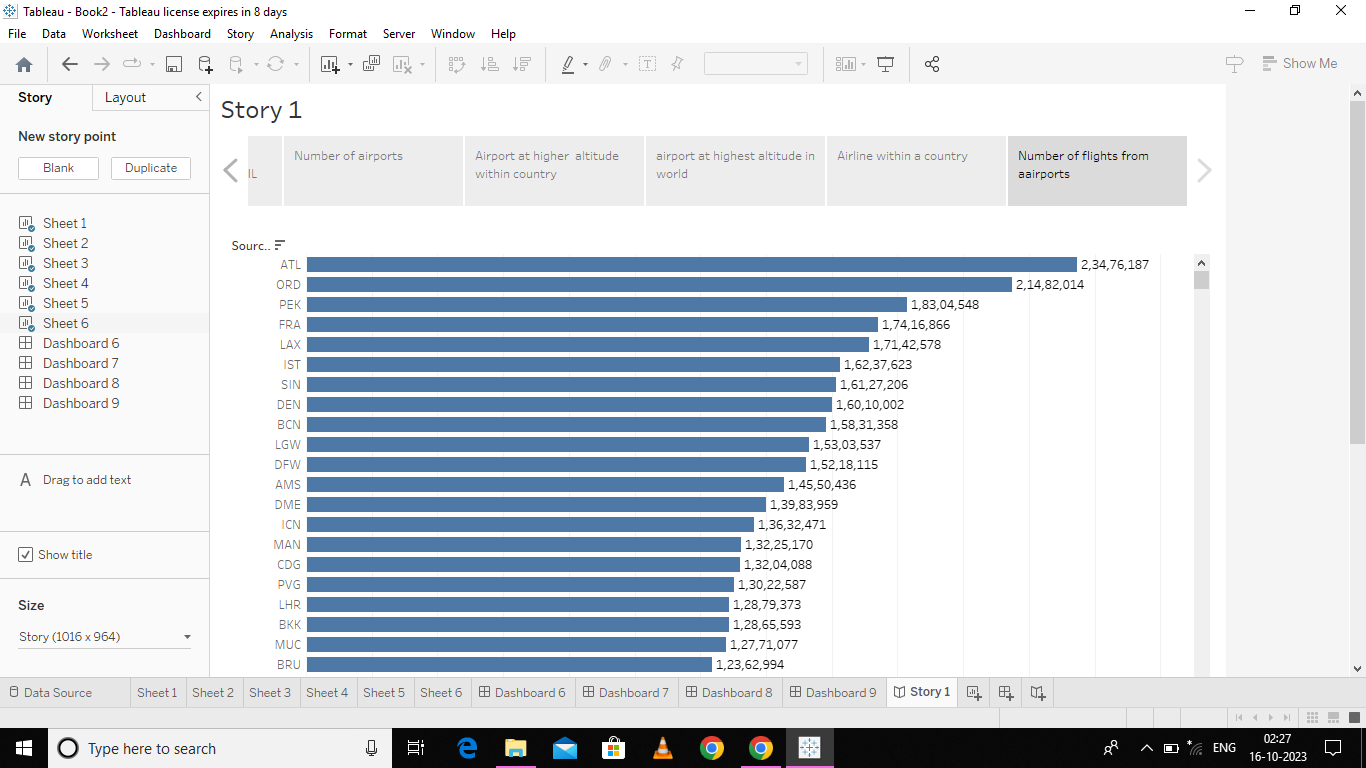 Tableau - Book2 - Tableau license expires in 8 days
File Data Worksheet Dashboard Story Analysis Format Server Window Help
Show Me
Story Layout
New story point
Blank Duplicate
Sheet 1
Sheet 2
Sheet 3
Sheet 4
Sheet 5
Sheet 6
Dashboard 6
Dashboard 7
Dashboard 8
Dashboard 9
A Drag to add text
Show title
Size
Story (1016 x 964)
Story 1
IL
Number of airports
Airport at higher altitude
within country
airport at highest altitude in
world
Airline within a country
Number of flights from
aairports
Sourc..
ATL 2,34,76,187
ORD 2,14,82,014
PEK 1,83,04,548
FRA 1,74,16,866
LAX 1,71,42,578
IST 1,62,37,623
SIN 1,61,27,206
DEN 1,60,10,002
BCN 1,58,31,358
LGW 1,53,03,537
DFW 1,52,18,115
AMS 1,45,50,436
DME 1,39,83,959
ICN 1,36,32,471
MAN 1,32,25,170
CDG 1,32,04,088
PVG 1,30,22,587
LHR 1,28,79,373
BKK 1,28,65,593
MUC 1,27,71,077
BRU 1,23,62,994
Data Source Sheet 1 Sheet 2 Sheet 3 Sheet 4 Sheet 5 Sheet 6 Dashboard 6 Dashboard 7 Dashboard 8 Dashboard 9 Story 1
Type here to search
ENG
02:27
16-10-2023